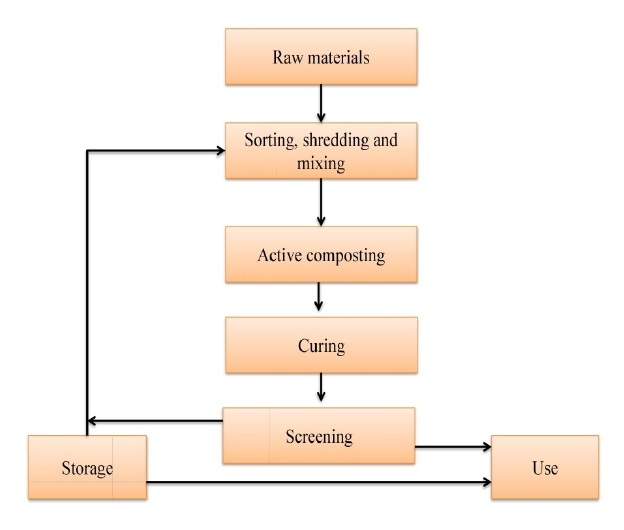 Raw materials
Sorting, shredding and
mixing
Active composting
Curing
Screening
Storage
Use